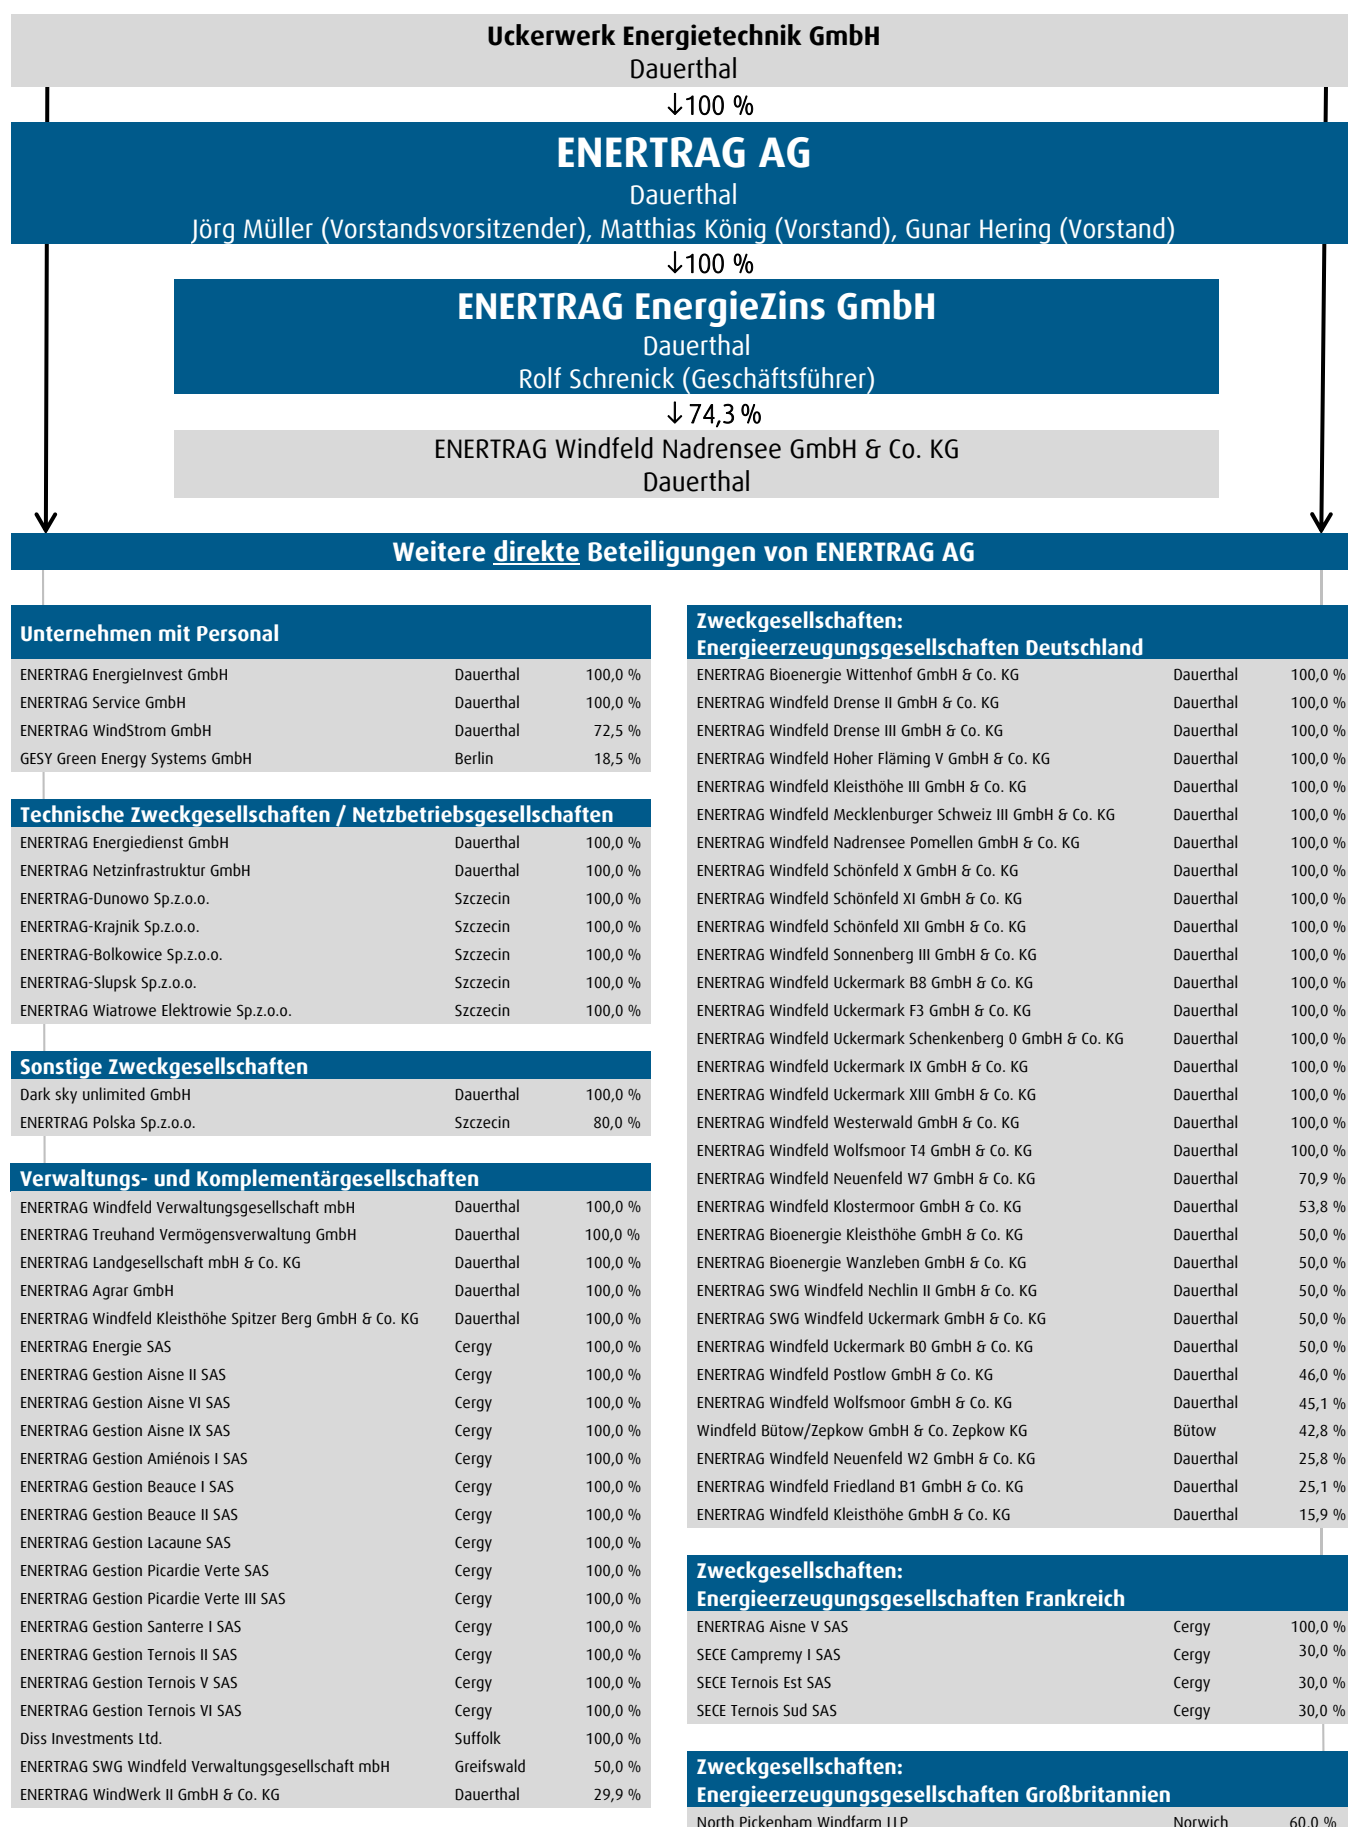 Uckerwerk Energietechnik GmbH
Dauerthal
↓100 %
ENERTRAG AG
Dauerthal
Jörg Müller (Vorstandsvorsitzender), Matthias König (Vorstand), Gunar Hering (Vorstand)
↓100 %
ENERTRAG EnergieZins GmbH
Dauerthal
Rolf Schrenick (Geschäftsführer)
↓ 74,3 %
ENERTRAG Windfeld Nadrensee GmbH & Co. KG
Dauerthal
Weitere direkte Beteiligungen von ENERTRAG AG
Unternehmen mit Personal
ENERTRAG EnergieInvest GmbH Dauerthal 100,0 %
ENERTRAG Service GmbH Dauerthal 100,0 %
ENERTRAG WindStrom GmbH Dauerthal 72,5 %
GESY Green Energy Systems GmbH Berlin 18,5 %
Technische Zweckgesellschaften / Netzbetriebsgesellschaften
ENERTRAG Energiedienst GmbH Dauerthal 100,0 %
ENERTRAG Netzinfrastruktur GmbH Dauerthal 100,0 %
ENERTRAG-Dunowo Sp.z.o.o. Szczecin 100,0 %
ENERTRAG-Krajnik Sp.z.o.o. Szczecin 100,0 %
ENERTRAG-Bolkowice Sp.z.o.o. Szczecin 100,0 %
ENERTRAG-Slupsk Sp.z.o.o. Szczecin 100,0 %
ENERTRAG Wiatrowe Elektrowie Sp.z.o.o. Szczecin 100,0 %
Sonstige Zweckgesellschaften
Dark sky unlimited GmbH Dauerthal 100,0 %
ENERTRAG Polska Sp.z.o.o. Szczecin 80,0 %
Verwaltungs- und Komplementärgesellschaften
ENERTRAG Windfeld Verwaltungsgesellschaft mbH Dauerthal 100,0 %
ENERTRAG Treuhand Vermögensverwaltung GmbH Dauerthal 100,0 %
ENERTRAG Landgesellschaft mbH & Co. KG Dauerthal 100,0 %
ENERTRAG Agrar GmbH Dauerthal 100,0 %
ENERTRAG Windfeld Kleisthöhe Spitzer Berg GmbH & Co. KG Dauerthal 100,0 %
ENERTRAG Energie SAS Cergy 100,0 %
ENERTRAG Gestion Aisne II SAS Cergy 100,0 %
ENERTRAG Gestion Aisne VI SAS Cergy 100,0 %
ENERTRAG Gestion Aisne IX SAS Cergy 100,0 %
ENERTRAG Gestion Amiénois I SAS Cergy 100,0 %
ENERTRAG Gestion Beauce I SAS Cergy 100,0 %
ENERTRAG Gestion Beauce II SAS Cergy 100,0 %
ENERTRAG Gestion Lacaune SAS Cergy 100,0 %
ENERTRAG Gestion Picardie Verte SAS Cergy 100,0 %
ENERTRAG Gestion Picardie Verte III SAS Cergy 100,0 %
ENERTRAG Gestion Santerre I SAS Cergy 100,0 %
ENERTRAG Gestion Ternois II SAS Cergy 100,0 %
ENERTRAG Gestion Ternois V SAS Cergy 100,0 %
ENERTRAG Gestion Ternois VI SAS Cergy 100,0 %
Diss Investments Ltd. Suffolk 100,0 %
ENERTRAG SWG Windfeld Verwaltungsgesellschaft mbH Greifswald 50,0 %
ENERTRAG WindWerk II GmbH & Co. KG Dauerthal 29,9 %
Zweckgesellschaften:
Energieerzeugungsgesellschaften Deutschland
ENERTRAG Bioenergie Wittenhof GmbH & Co. KG Dauerthal 100,0 %
ENERTRAG Windfeld Drense II GmbH & Co. KG Dauerthal 100,0 %
ENERTRAG Windfeld Drense III GmbH & Co. KG Dauerthal 100,0 %
ENERTRAG Windfeld Hoher Fläming V GmbH & Co. KG Dauerthal 100,0 %
ENERTRAG Windfeld Kleisthöhe III GmbH & Co. KG Dauerthal 100,0 %
ENERTRAG Windfeld Mecklenburger Schweiz III GmbH & Co. KG Dauerthal 100,0 %
ENERTRAG Windfeld Nadrensee Pomellen GmbH & Co. KG Dauerthal 100,0 %
ENERTRAG Windfeld Schönfeld X GmbH & Co. KG Dauerthal 100,0 %
ENERTRAG Windfeld Schönfeld XI GmbH & Co. KG Dauerthal 100,0 %
ENERTRAG Windfeld Schönfeld XII GmbH & Co. KG Dauerthal 100,0 %
ENERTRAG Windfeld Sonnenberg III GmbH & Co. KG Dauerthal 100,0 %
ENERTRAG Windfeld Uckermark B8 GmbH & Co. KG Dauerthal 100,0 %
ENERTRAG Windfeld Uckermark F3 GmbH & Co. KG Dauerthal 100,0 %
ENERTRAG Windfeld Uckermark Schenkenberg 0 GmbH & Co. KG Dauerthal 100,0 %
ENERTRAG Windfeld Uckermark IX GmbH & Co. KG Dauerthal 100,0 %
ENERTRAG Windfeld Uckermark XIII GmbH & Co. KG Dauerthal 100,0 %
ENERTRAG Windfeld Westerwald GmbH & Co. KG Dauerthal 100,0 %
ENERTRAG Windfeld Wolfsmoor T4 GmbH & Co. KG Dauerthal 100,0 %
ENERTRAG Windfeld Neuenfeld W7 GmbH & Co. KG Dauerthal 70,9 %
ENERTRAG Windfeld Klostermoor GmbH & Co. KG Dauerthal 53,8 %
ENERTRAG Bioenergie Kleisthöhe GmbH & Co. KG Dauerthal 50,0 %
ENERTRAG Bioenergie Wanzleben GmbH & Co. KG Dauerthal 50,0 %
ENERTRAG SWG Windfeld Nechlin II GmbH & Co. KG Dauerthal 50,0 %
ENERTRAG SWG Windfeld Uckermark GmbH & Co. KG Dauerthal 50,0 %
ENERTRAG Windfeld Uckermark B0 GmbH & Co. KG Dauerthal 50,0 %
ENERTRAG Windfeld Postlow GmbH & Co. KG Dauerthal 46,0 %
ENERTRAG Windfeld Wolfsmoor GmbH & Co. KG Dauerthal 45,1 %
Windfeld Bütow/Zepkow GmbH & Co. Zepkow KG Bütow 42,8 %
ENERTRAG Windfeld Neuenfeld W2 GmbH & Co. KG Dauerthal 25,8 %
ENERTRAG Windfeld Friedland B1 GmbH & Co. KG Dauerthal 25,1 %
ENERTRAG Windfeld Kleisthöhe GmbH & Co. KG Dauerthal 15,9 %
Zweckgesellschaften:
Energieerzeugungsgesellschaften Frankreich
ENERTRAG Aisne V SAS Cergy 100,0 %
SECE Campremy I SAS Cergy 30,0 %
SECE Ternois Est SAS Cergy 30,0 %
SECE Ternois Sud SAS Cergy 30,0 %
Zweckgesellschaften:
Energieerzeugungsgesellschaften Großbritannien
North Pickenham Windfarm LLP Norwich 60,0 %